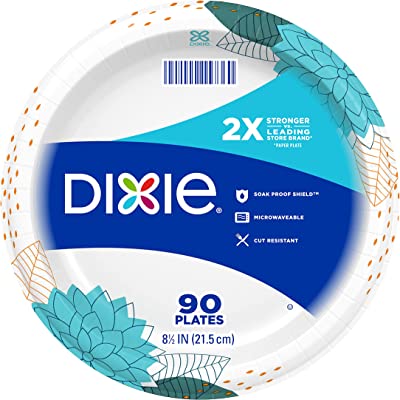 DIXIE.
2X
STRONGER
VS.
LEADING
STORE BRAND*
*PAPER PLATE
DIXIE®
SOAK PROOF SHIELD™
MICROWAVEABLE
CUT RESISTANT
90
PLATES
8½ IN (21.5 cm)